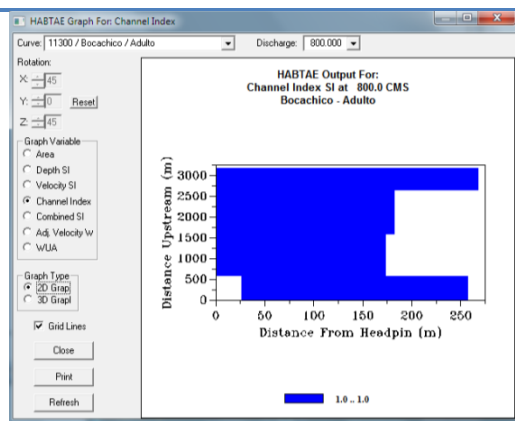 HABTAE Graph For: Channel Index
Curve: 11300 / Bocachico / Adulto
Discharge: 800.000
Rotation:
X: 45
Y: 0 Reset
Z: 45
Graph Variable
Area
Depth SI
Velocity SI
Channel Index
Combined SI
Adj. Velocity W
WUA
Graph Type
2D Grap
3D Grapl
Grid Lines
Close
Print
Refresh
HABTAE Output For:
Channel Index SI at 800.0 CMS
Bocachico - Adulto
Distance Upstream (m)
3000
2500
2000
1500
1000
500
0
0 50 100 150 200 250
Distance From Headpin (m)
1.0 .. 1.0